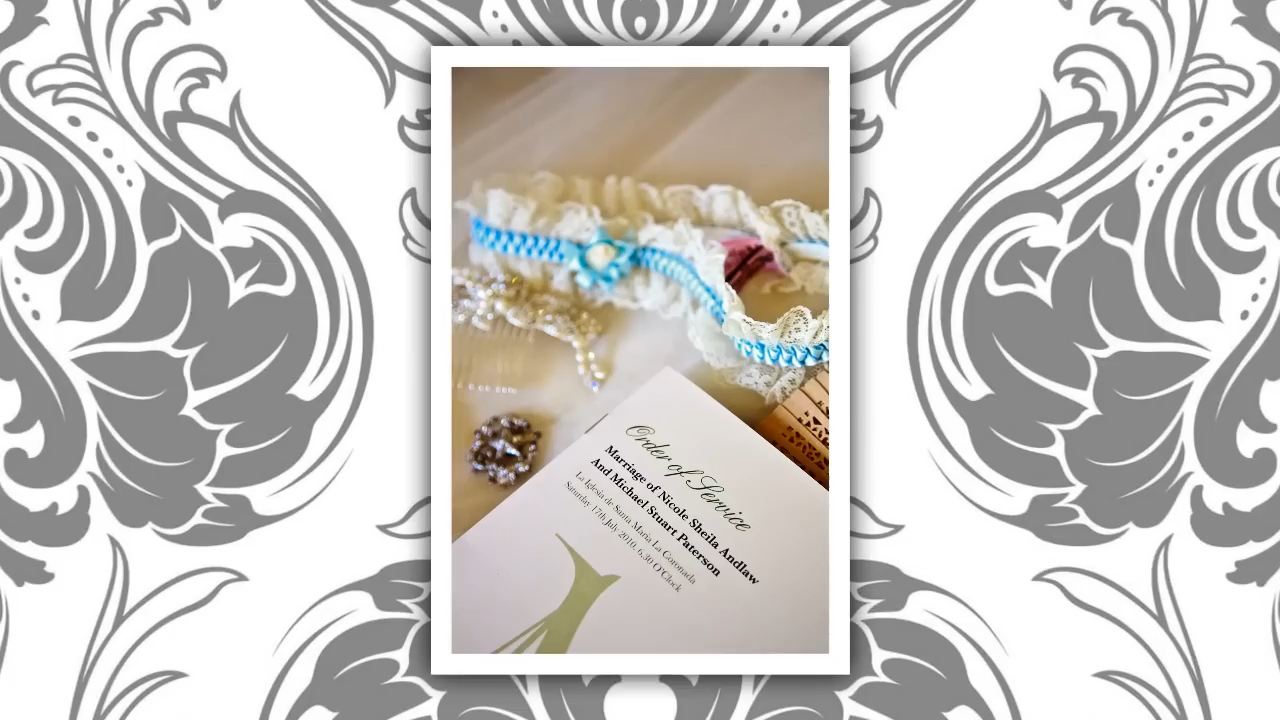 Order of Service
Marriage of Nicole Sheila Andlaw
And Michael Stuart Paterson
La Iglesia de Santa Maria La Coronada
Saturday 17th July 2010, 6.30 O'Clock